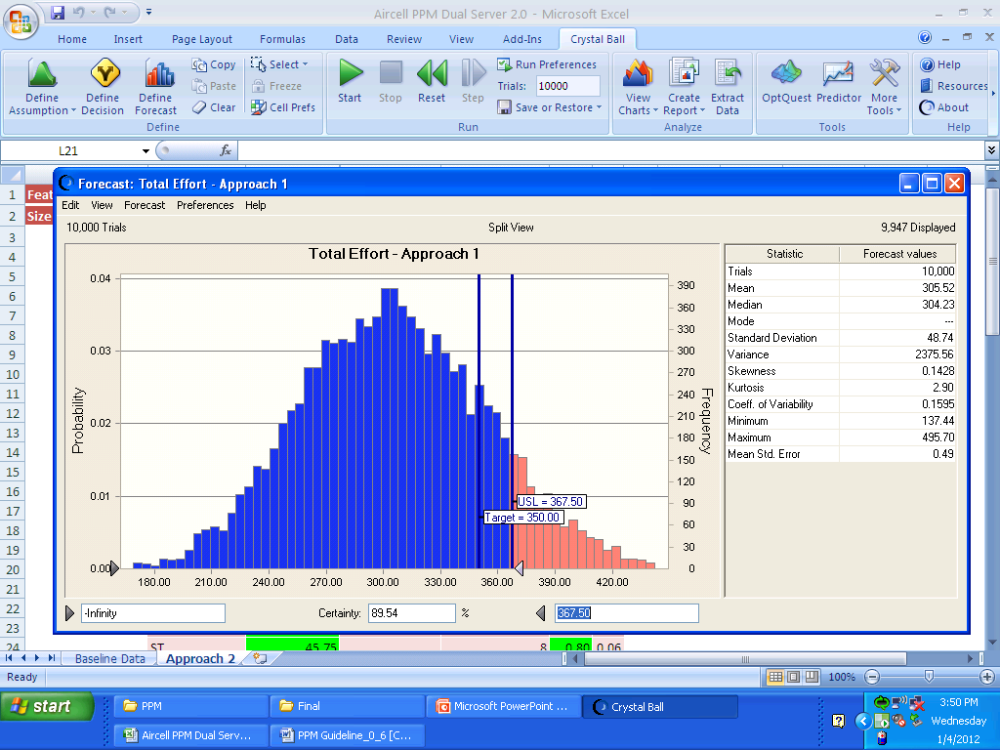 Aircell PPM Dual Server 2.0 - Microsoft Excel
Home Insert Page Layout Formulas Data Review View Add-Ins Crystal Ball
Define Assumption
Define Decision
Define Forecast
Copy
Paste
Clear
Select
Freeze
Cell Prefs
Define
Start
Stop
Reset
Step
Run Preferences
Trials: 10000
Save or Restore
Run
View Charts
Create Report
Extract Data
Analyze
OptQuest
Predictor
More Tools
Tools
Help
Resources
About
Help
L21 fx
1 Feat
2 Size
3
4
5
6
7
8
9
10
11
12
13
14
15
16
17
18
19
20
21
22
23
24
Forecast: Total Effort - Approach 1
Edit View Forecast Preferences Help
10,000 Trials Split View 9,947 Displayed
Total Effort - Approach 1
Probability
0.04
0.03
0.02
0.01
0.00
180.00 210.00 240.00 270.00 300.00 330.00 360.00 390.00 420.00
USL = 367.50
Target = 350.00
390
360
330
300
270
240
210
180
150
120
90
60
30
0
Frequency
Statistic Forecast values
Trials 10,000
Mean 305.52
Median 304.23
Mode ---
Standard Deviation 48.74
Variance 2375.56
Skewness 0.1428
Kurtosis 2.90
Coeff. of Variability 0.1595
Minimum 137.44
Maximum 495.70
Mean Std. Error 0.49
-Infinity Certainty: 89.54 % 367.50
ST 45.75 8 0.80 0.06
Baseline Data Approach 2
Ready 100%
start
PPM
Final
Microsoft PowerPoint ...
Crystal Ball
Aircell PPM Dual Serv...
PPM Guideline_0_6 [C...
3:50 PM
Wednesday
1/4/2012